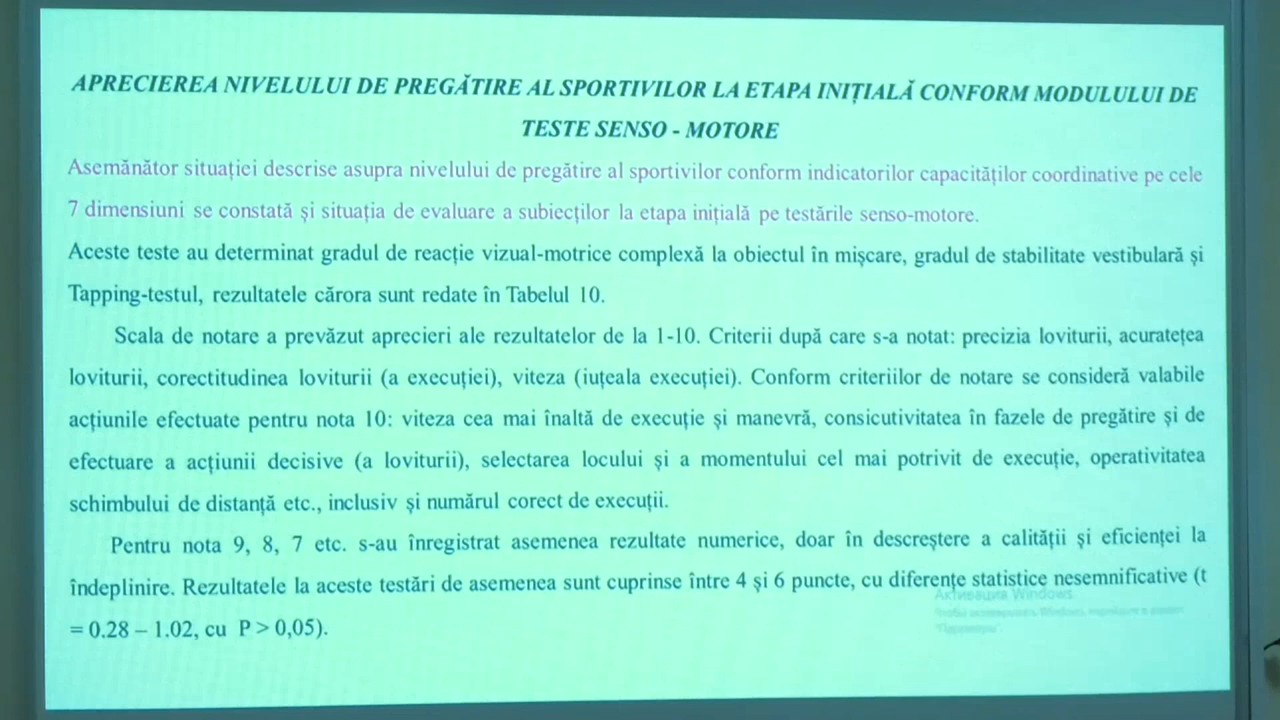 APRECIEREA NIVELULUI DE PREGĂTIRE AL SPORTIVILOR LA ETAPA INIȚIALĂ CONFORM MODULULUI DE
TESTE SENSO - MOTORE
Asemănător situației descrise asupra nivelului de pregătire al sportivilor conform indicatorilor capacităților coordinative pe cele
7 dimensiuni se constată și situația de evaluare a subiecților la etapa inițială pe testările senso-motore.
Aceste teste au determinat gradul de reacție vizual-motrice complexă la obiectul în mișcare, gradul de stabilitate vestibulară și
Tapping-testul, rezultatele cărora sunt redate în Tabelul 10.
Scala de notare a prevăzut aprecieri ale rezultatelor de la 1-10. Criterii după care s-a notat: precizia loviturii, acuratețea
loviturii, corectitudinea loviturii (a execuției), viteza (iuțeala execuției). Conform criteriilor de notare se consideră valabile
acțiunile efectuate pentru nota 10: viteza cea mai înaltă de execuție și manevră, consicutivitatea în fazele de pregătire și de
efectuare a acțiunii decisive (a loviturii), selectarea locului și a momentului cel mai potrivit de execuție, operativitatea
schimbului de distanță etc., inclusiv și numărul corect de execuții.
Pentru nota 9, 8, 7 etc. s-au înregistrat asemenea rezultate numerice, doar în descreștere a calității și eficienței la
îndeplinire. Rezultatele la aceste testări de asemenea sunt cuprinse între 4 și 6 puncte, cu diferențe statistice nesemnificative (t
= 0.28 – 1.02, cu P > 0,05).
Активация Windows